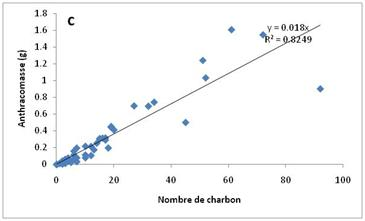 c
y = 0.018x
R² = 0.8249
Anthracomasse (g)
1.8
1.6
1.4
1.2
1
0.8
0.6
0.4
0.2
0
0 20 40 60 80 100
Nombre de charbon